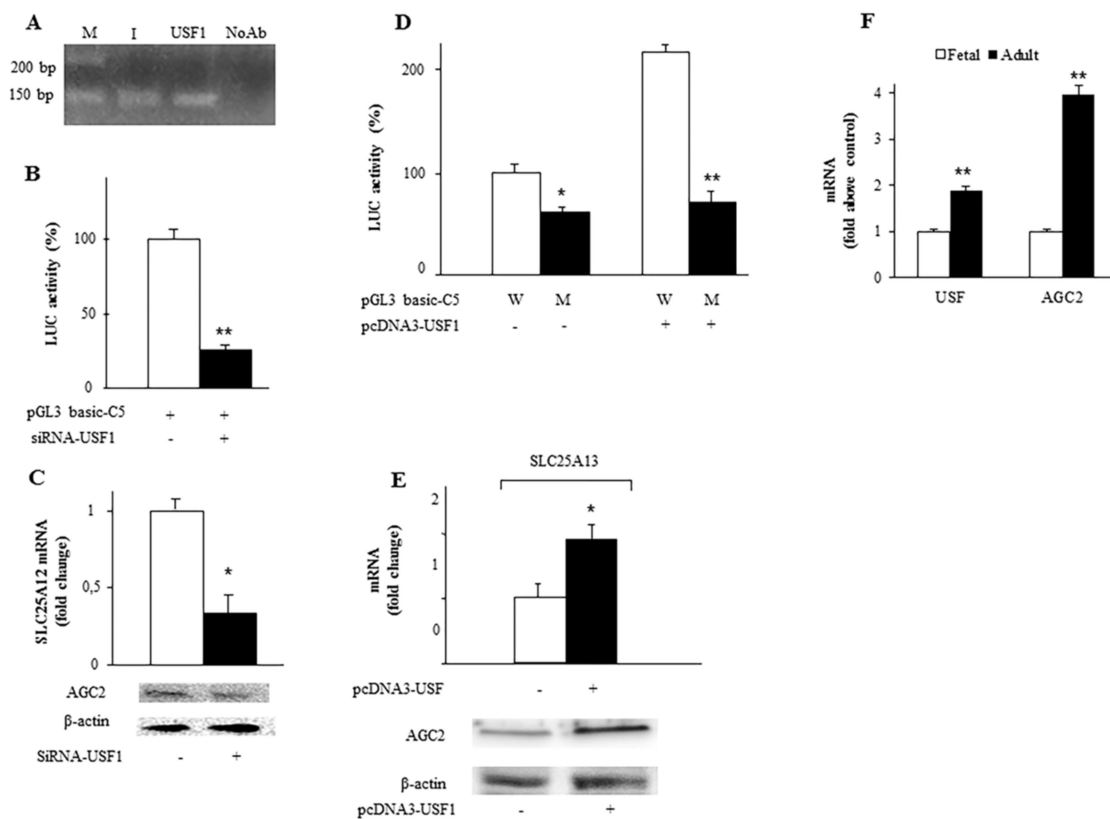 A
M I USF1 NoAb
200 bp
150 bp
B
LUC activity (%)
100
50
0
pGL3 basic-C5 + +
siRNA-USF1 - +
**
C
SLC25A12 mRNA
(fold change)
1
0,5
0
*
AGC2
β-actin
SiRNA-USF1 - +
D
LUC activity (%)
200
100
0
*
**
pGL3 basic-C5 W M W M
pcDNA3-USF1 - - + +
E
SLC25A13
mRNA
(fold change)
2
1
1
0
*
pcDNA3-USF - +
AGC2
β-actin
pcDNA3-USF1 - +
F
Fetal Adult
mRNA
(fold above control)
4
3
2
1
0
**
**
USF AGC2